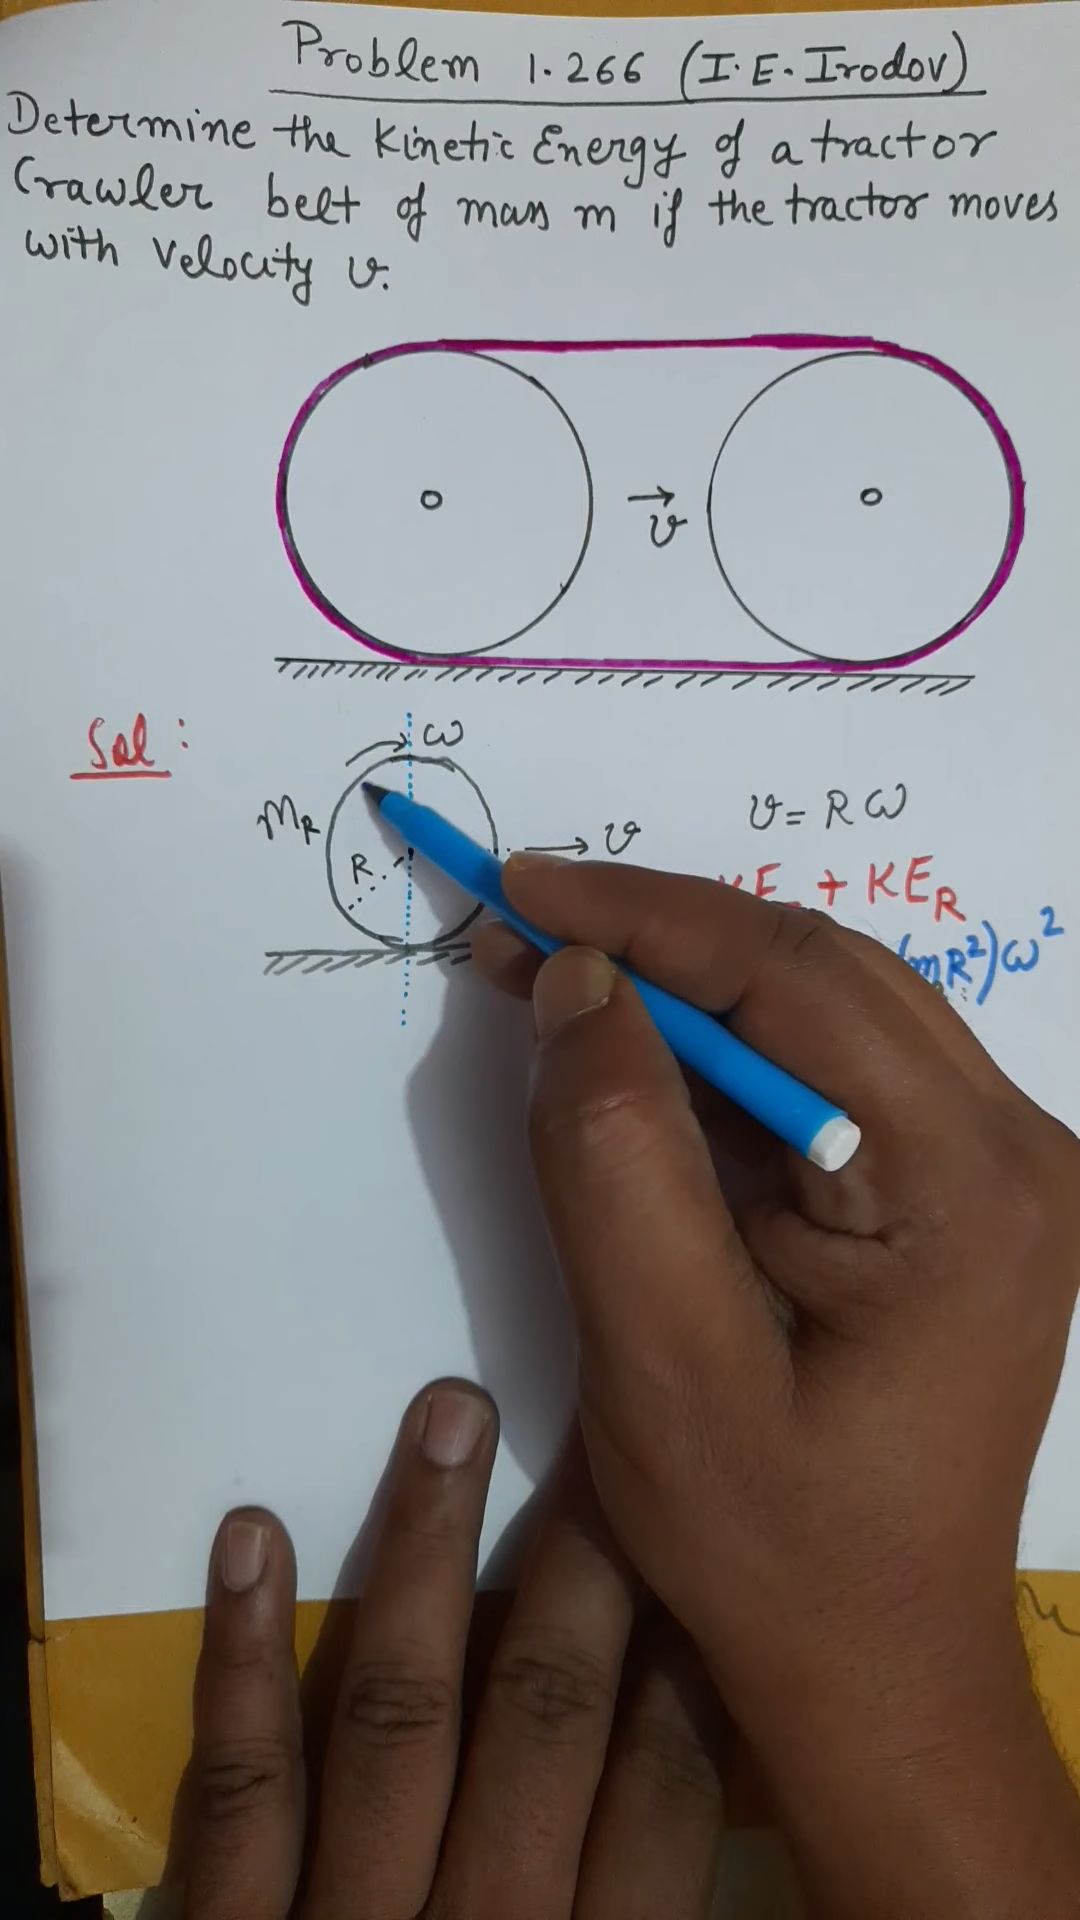 Problem 1.266 (I.E. Irodov)
Determine the Kinetic Energy of a tractor
Crawler belt of mass m if the tractor moves
with velocity v.
v
Sol:
ω
m_R
R
v
v = Rω
+ KE_R
(mR²)ω²